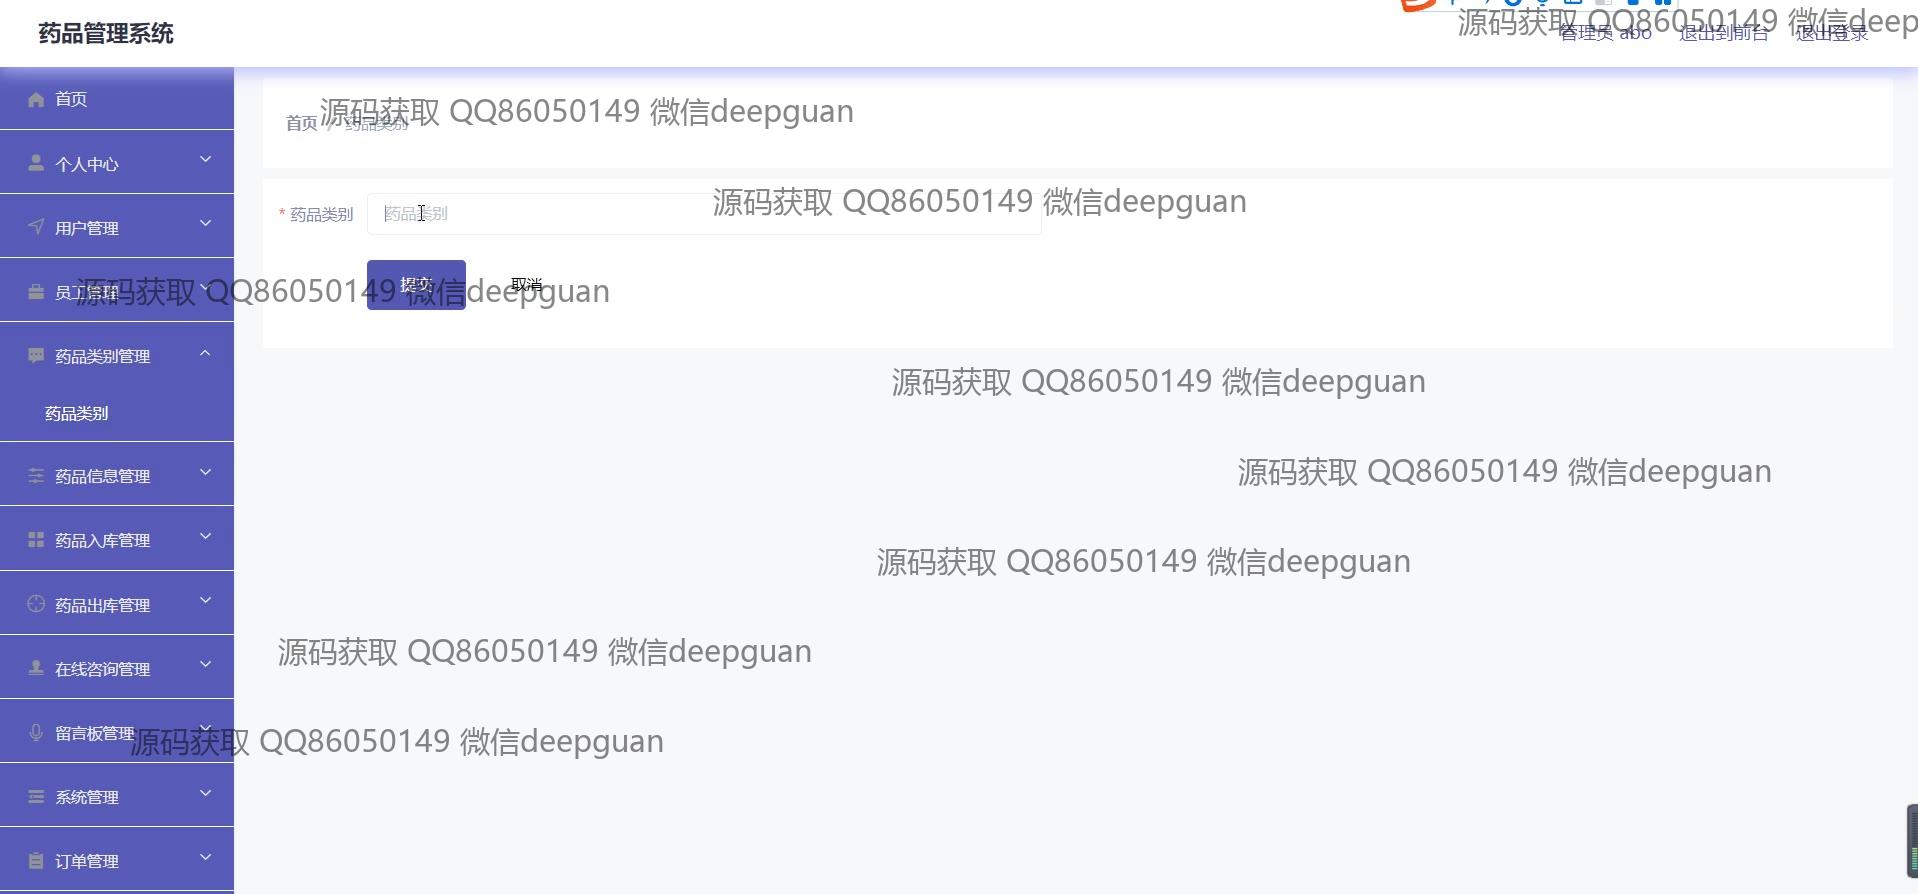 药品管理系统
源码获取 QQ86050149 微信deep
管理员 abo 退出到前台 退出登录
首页
源码获取 QQ86050149 微信deepguan
首页 / 药品类别
个人中心
* 药品类别 药品类别
源码获取 QQ86050149 微信deepguan
用户管理
提交 取消
员工管理
源码获取 QQ86050149 微信deepguan
药品类别管理
源码获取 QQ86050149 微信deepguan
药品类别
药品信息管理
源码获取 QQ86050149 微信deepguan
药品入库管理
源码获取 QQ86050149 微信deepguan
药品出库管理
源码获取 QQ86050149 微信deepguan
在线咨询管理
留言板管理
源码获取 QQ86050149 微信deepguan
系统管理
订单管理